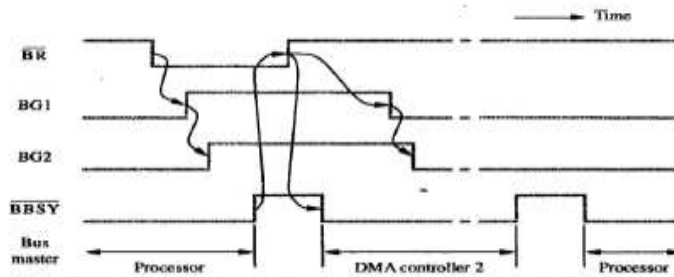 Time
BR
BG1
BG2
BBSY
Bus
master
Processor
DMA controller 2
Processor